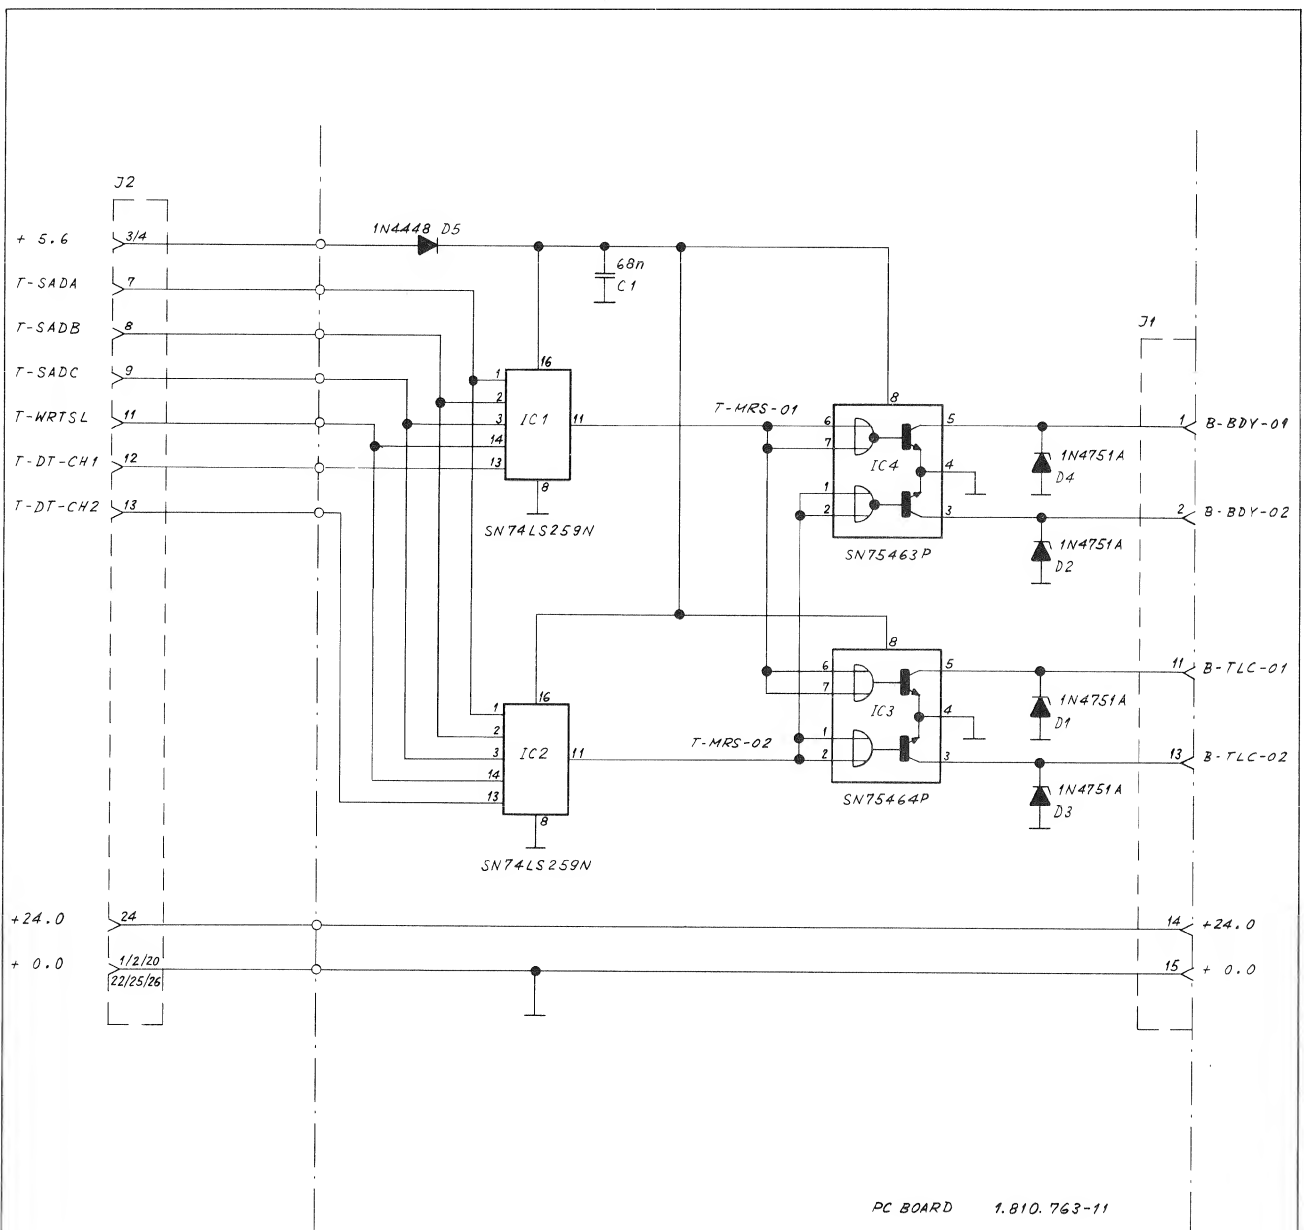 J2
1N4448 D5
+ 5.6 3/4
68n
C1
T-SADA 7
T-SADB 8
J1
T-SADC 9
16
1
2
3
14
13
IC1
11
8
SN74LS259N
T-WRTSL 11
T-DT-CH1 12
T-DT-CH2 13
T-MRS-01
8
6
7
IC4
1
2
5
4
3
SN75463P
1N4751A
D4
1N4751A
D2
1 B-BDY-01
2 B-BDY-02
16
1
2
3
14
13
IC2
11
8
SN74LS259N
T-MRS-02
8
6
7
IC3
1
2
5
4
3
SN75464P
1N4751A
D1
1N4751A
D3
11 B-TLC-01
13 B-TLC-02
+24.0 24
14 +24.0
+ 0.0 1/2/20
22/25/26
15 + 0.0
PC BOARD 1.810.763-11